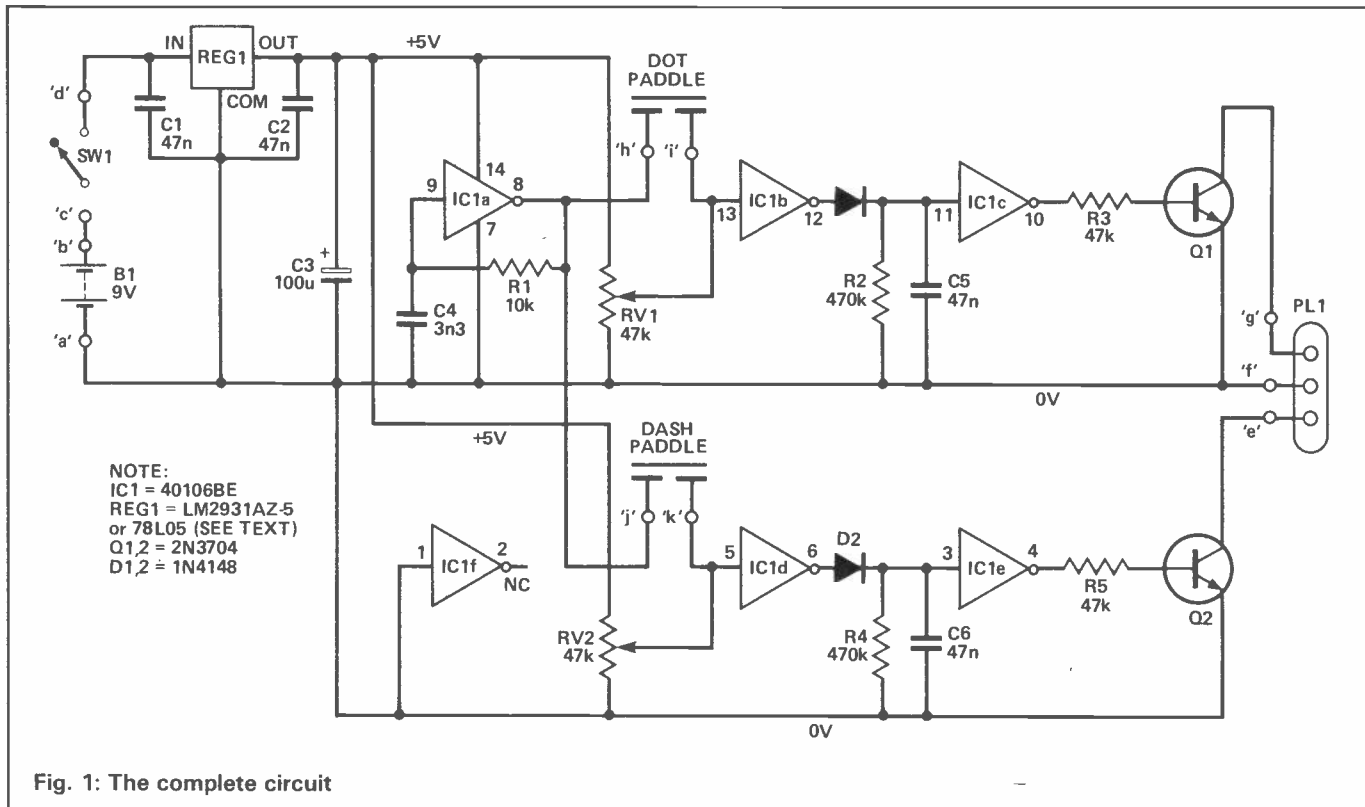 IN
REG1
OUT
COM
+5V
'd'
C1
47n
C2
47n
SW1
'c'
'b'
B1
9V
'a'
C3
100u
+
9
14
IC1a
8
7
R1
10k
C4
3n3
RV1
47k
DOT
PADDLE
'h'
'i'
13
IC1b
12
R2
470k
C5
47n
11
IC1c
10
R3
47k
Q1
'g'
PL1
'f'
'e'
0V
+5V
NOTE:
IC1 = 40106BE
REG1 = LM2931AZ-5
or 78L05 (SEE TEXT)
Q1,2 = 2N3704
D1,2 = 1N4148
1
IC1f
2
NC
RV2
47k
DASH
PADDLE
'j'
'k'
5
IC1d
6
D2
R4
470k
C6
47n
3
IC1e
4
R5
47k
Q2
0V
Fig. 1: The complete circuit